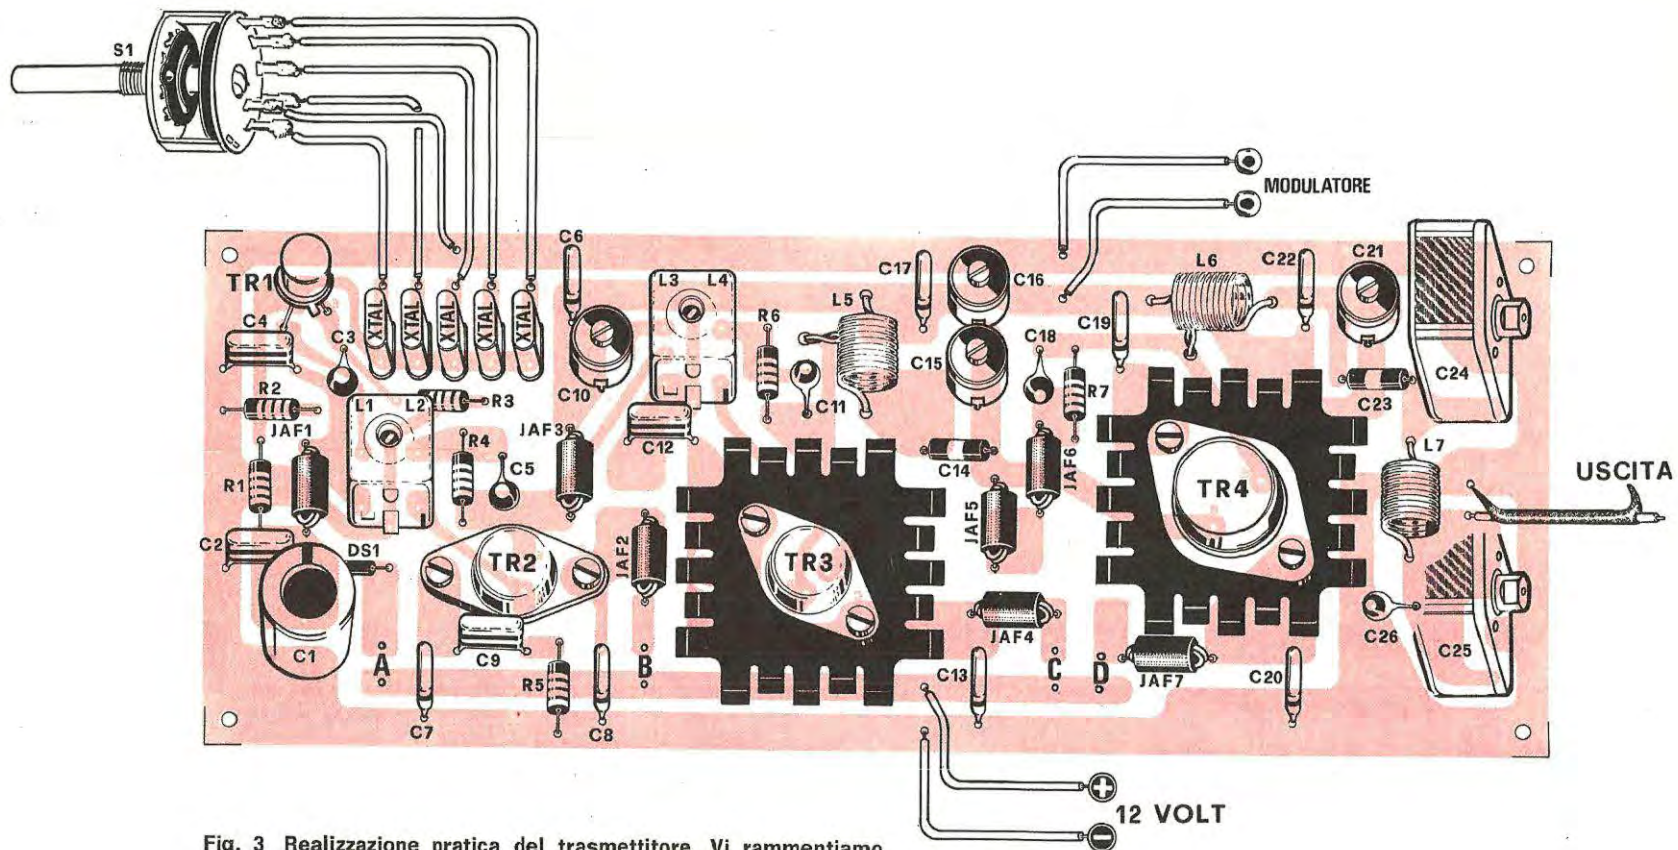 S1
MODULATORE
C6
C17
C16
L6
C22
C21
TR1
L3 L4
L5
C4
C3
XTAL XTAL XTAL XTAL XTAL
R6
C19
C18
C15
R2
C10
C11
R7
C24
C23
R3
L1 L2
JAF1
JAF3
C12
R4
C5
C14
JAF6
L7
R1
TR4
USCITA
JAF5
C2
DS1
TR2
JAF2
TR3
C26
C1
A
C9
B
JAF4
C
D
C25
R5
C13
JAF7
C20
C7
C8
12 VOLT
Fig. 3 Realizzazione pratica del trasmettitore. Vi rammentiamo